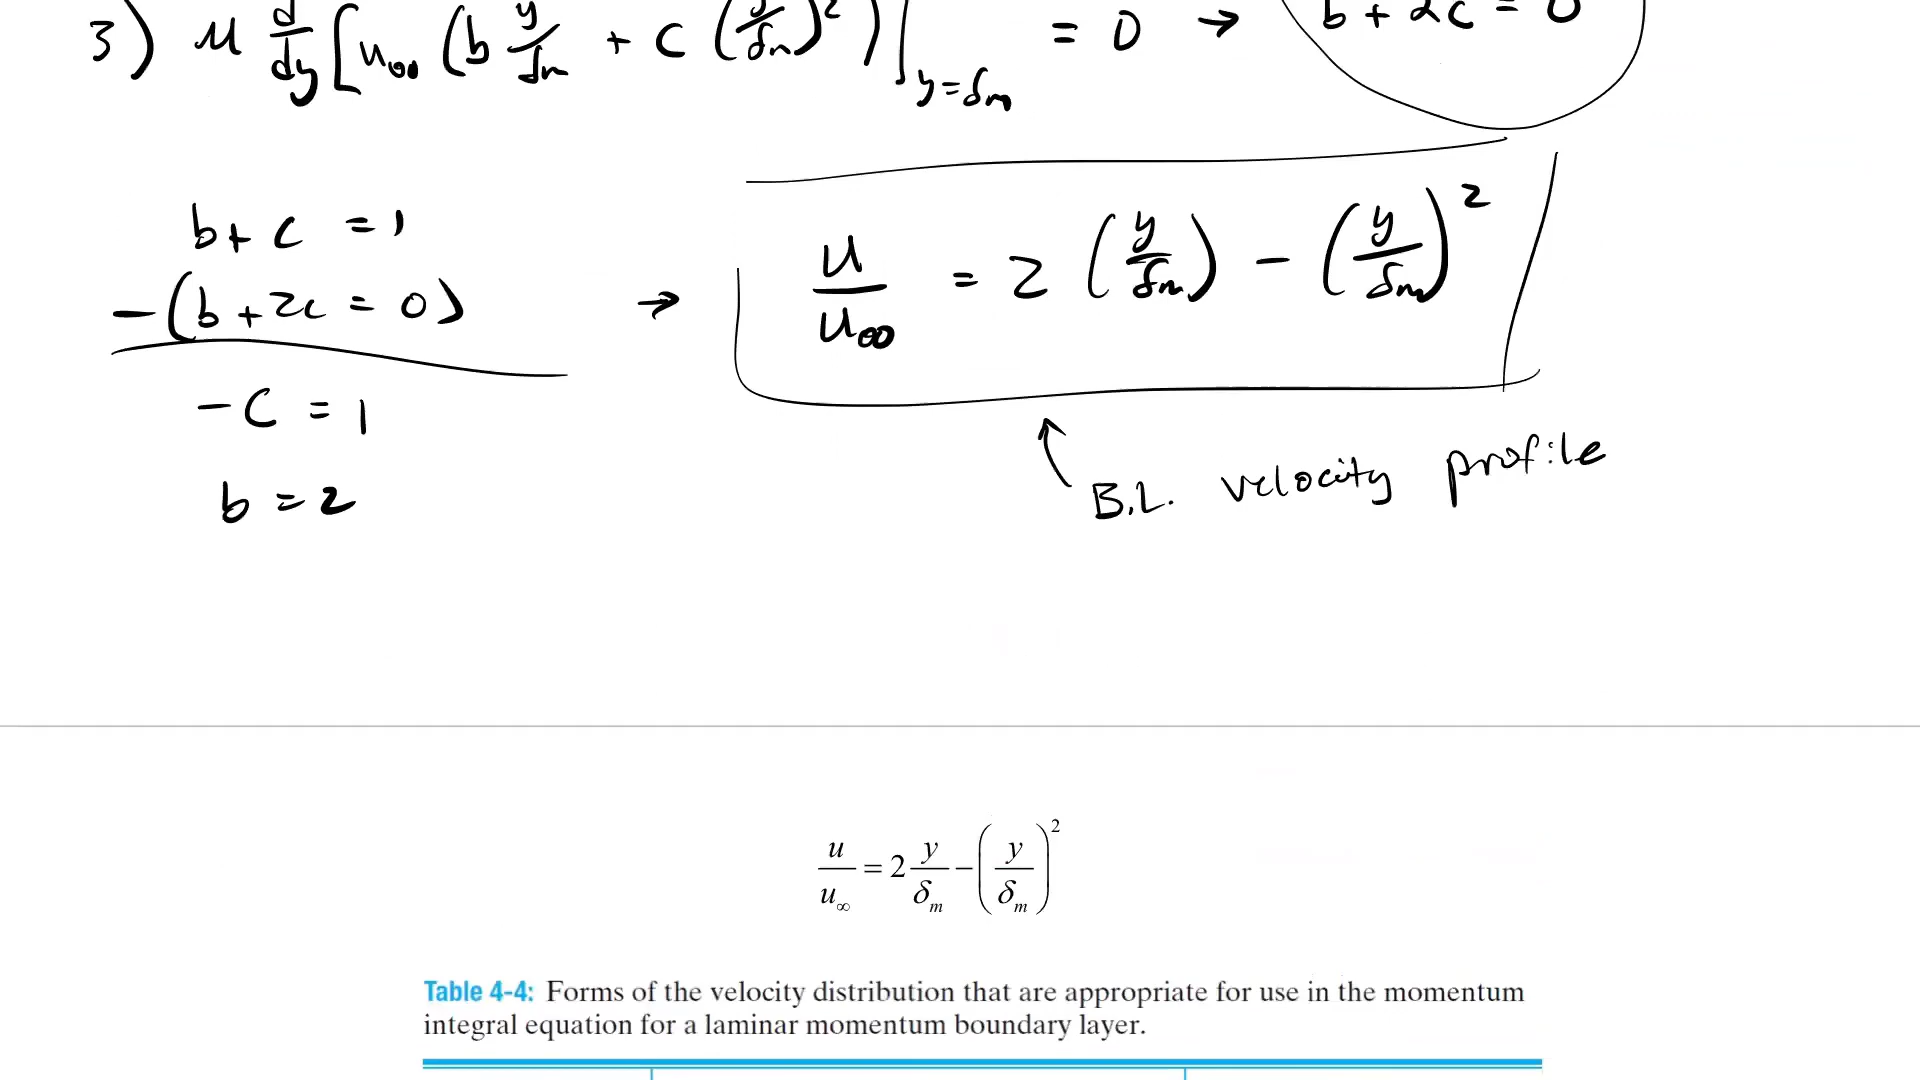 3) μ d/dy [u∞ (b y/δm + c (y/δm)²)]|y=δm = 0 → b + 2c = 0
b + c = 1
-(b + 2c = 0)
-c = 1
b = 2
→ u/u∞ = 2 (y/δm) - (y/δm)²
B.L. velocity profile
u/u∞ = 2 y/δm − (y/δm)²
Table 4-4: Forms of the velocity distribution that are appropriate for use in the momentum
integral equation for a laminar momentum boundary layer.